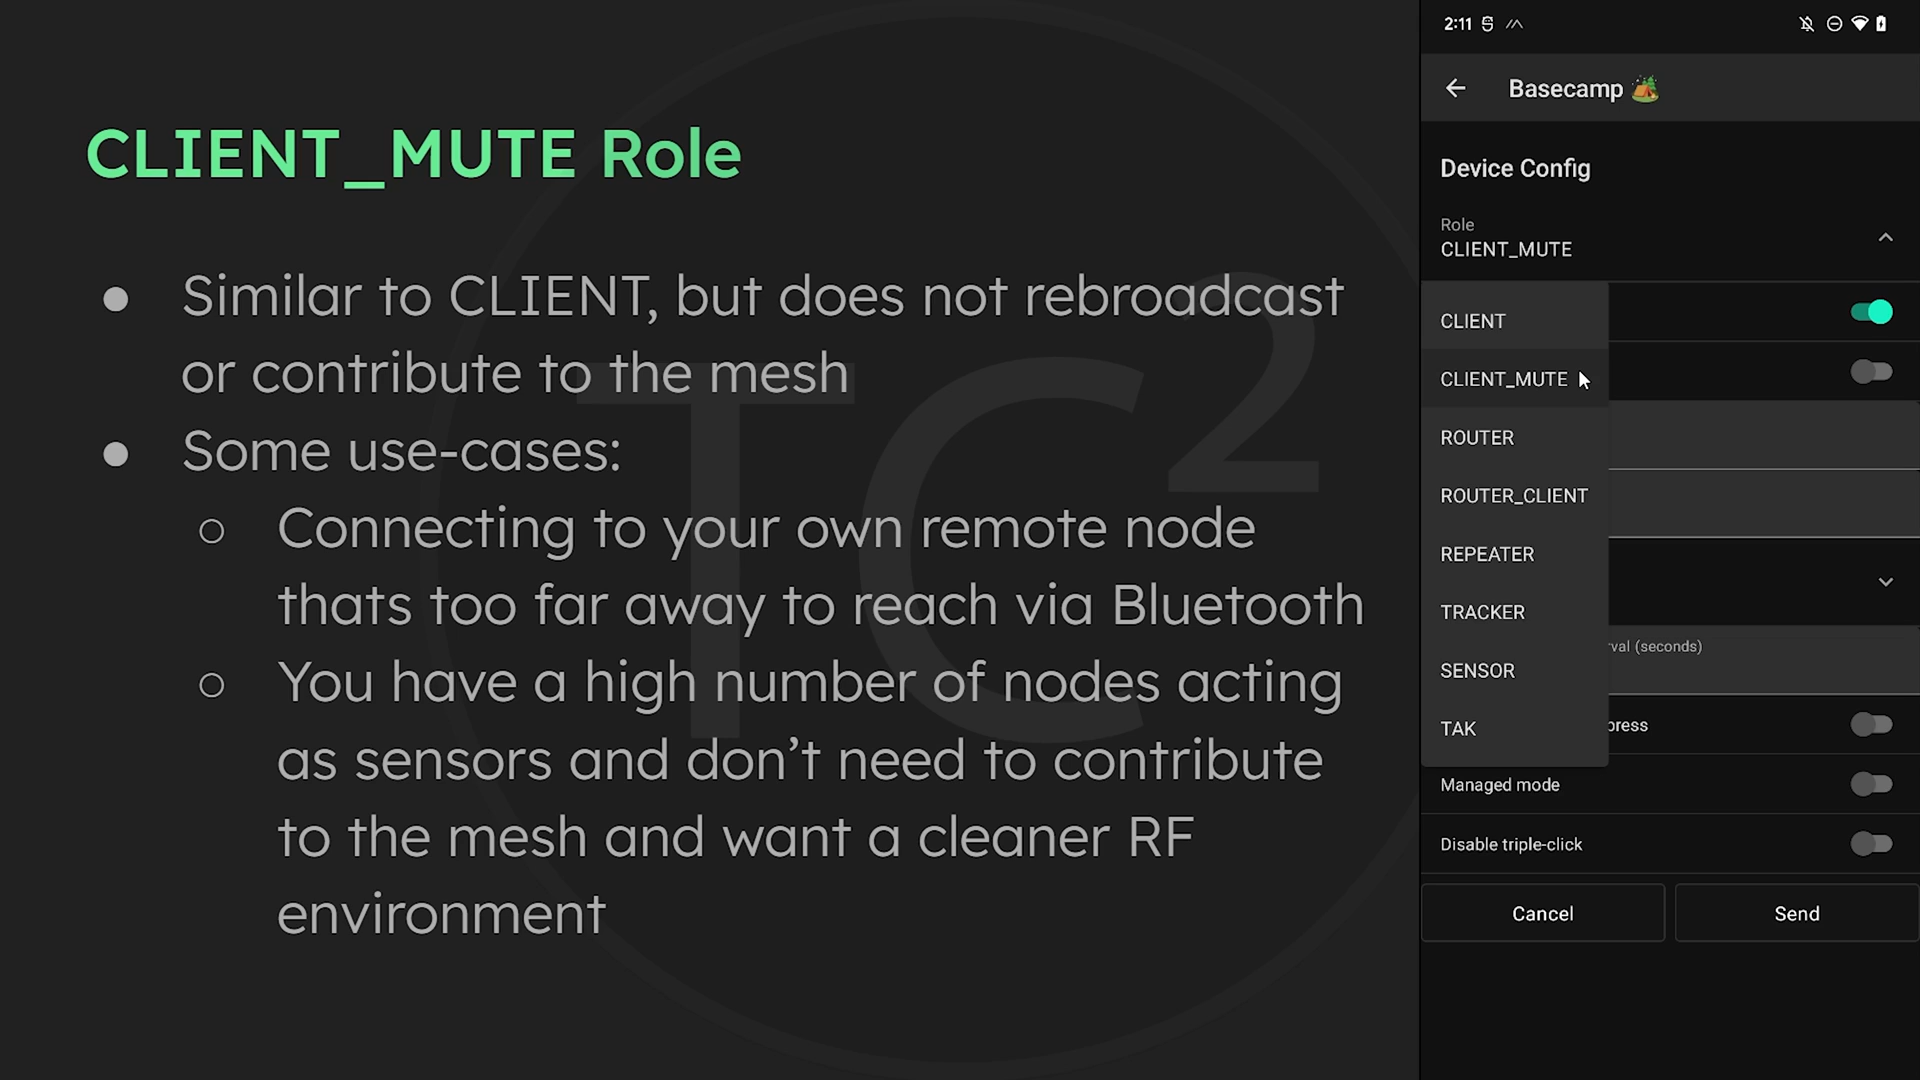 CLIENT_MUTE Role
● Similar to CLIENT, but does not rebroadcast
or contribute to the mesh
● Some use-cases:
○ Connecting to your own remote node
thats too far away to reach via Bluetooth
○ You have a high number of nodes acting
as sensors and don’t need to contribute
to the mesh and want a cleaner RF
environment
TC²
2:11
Basecamp 🏕️
Device Config
Role
CLIENT_MUTE
CLIENT
CLIENT_MUTE
ROUTER
ROUTER_CLIENT
REPEATER
TRACKER
rval (seconds)
SENSOR
press
TAK
Managed mode
Disable triple-click
Cancel
Send